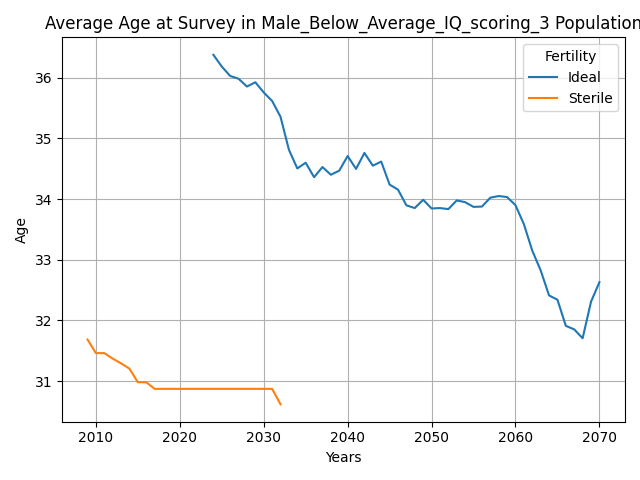 Average Age at Survey in Male_Below_Average_IQ_scoring_3 Population
Fertility
Ideal
Sterile
36
35
34
33
32
31
Age
2010 2020 2030 2040 2050 2060 2070
Years